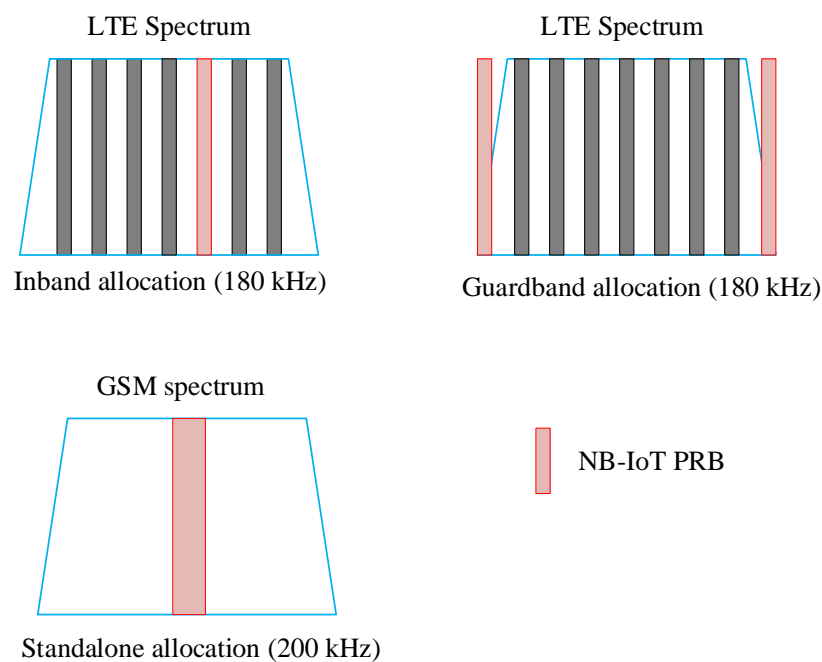 LTE Spectrum
LTE Spectrum
Inband allocation (180 kHz)
Guardband allocation (180 kHz)
GSM spectrum
NB-IoT PRB
Standalone allocation (200 kHz)